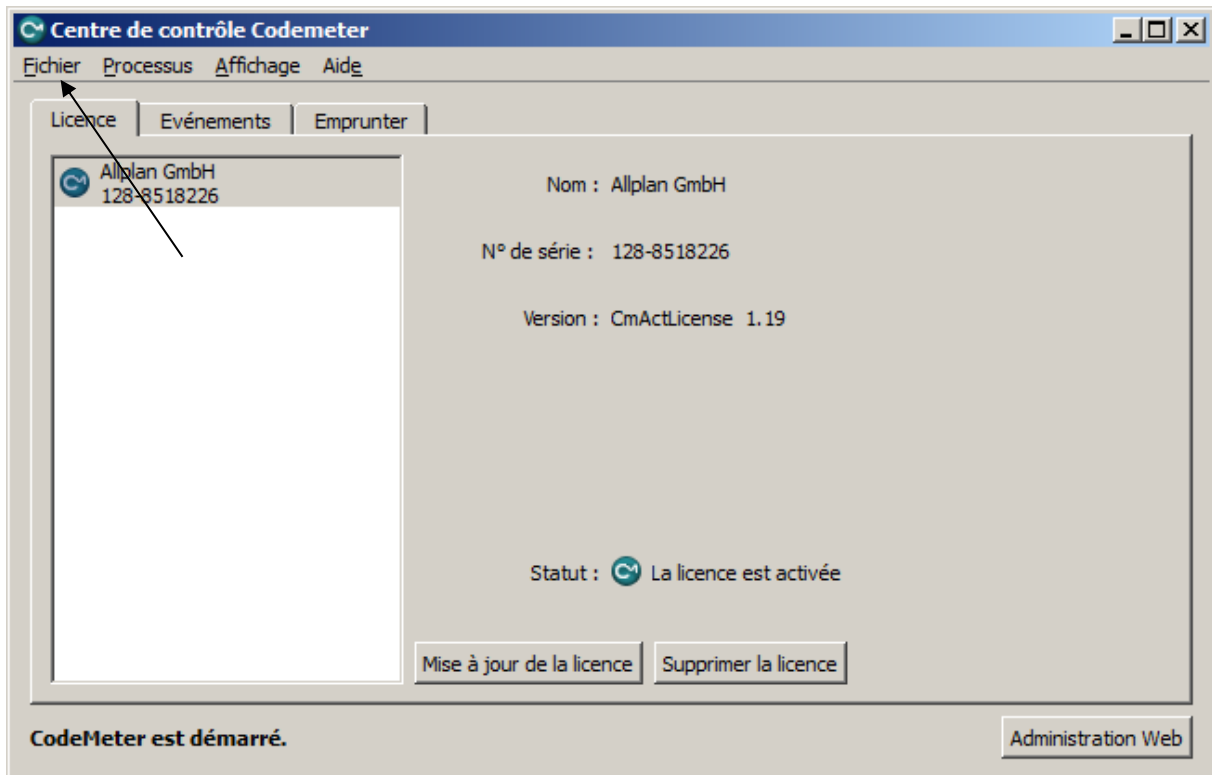 Centre de contrôle Codemeter
Fichier Processus Affichage Aide
Licence Evénements Emprunter
Allplan GmbH
128-8518226
Nom : Allplan GmbH
N° de série : 128-8518226
Version : CmActLicense 1.19
Statut : La licence est activée
Mise à jour de la licence Supprimer la licence
CodeMeter est démarré. Administration Web